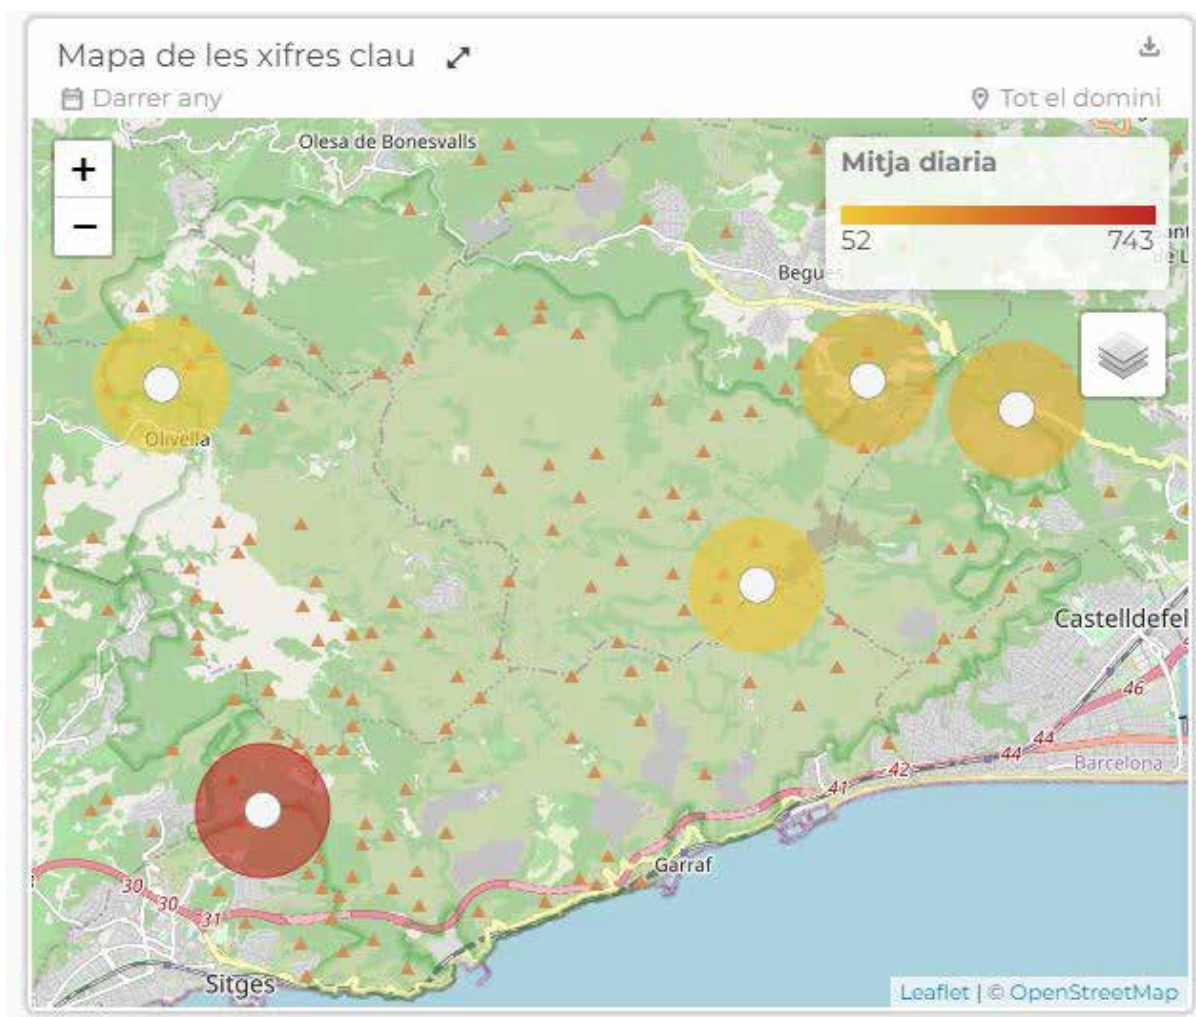 Mapa de les xifres clau
Darrer any
Tot el domini
+
−
Olesa de Bonesvalls
Mitja diaria
52
743
Olivella
Castelldefel
46
44
44
42
41
Barcelona
Garraf
30
30
31
Sitges
Leaflet | © OpenStreetMap